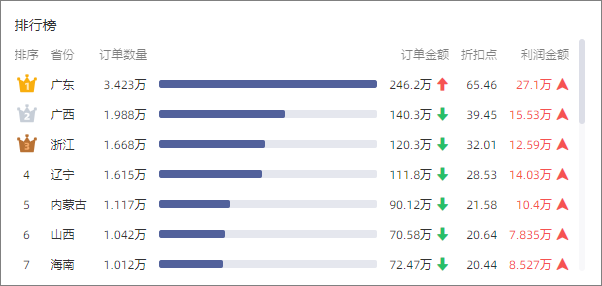 排行榜
排序 省份 订单数量 订单金额 折扣点 利润金额
1 广东 3.423万 246.2万 65.46 27.1万
2 广西 1.988万 140.3万 39.45 15.53万
3 浙江 1.668万 120.3万 32.01 12.59万
4 辽宁 1.615万 111.8万 28.53 14.03万
5 内蒙古 1.117万 90.12万 21.58 10.4万
6 山西 1.042万 70.58万 20.64 7.835万
7 海南 1.012万 72.47万 20.44 8.527万